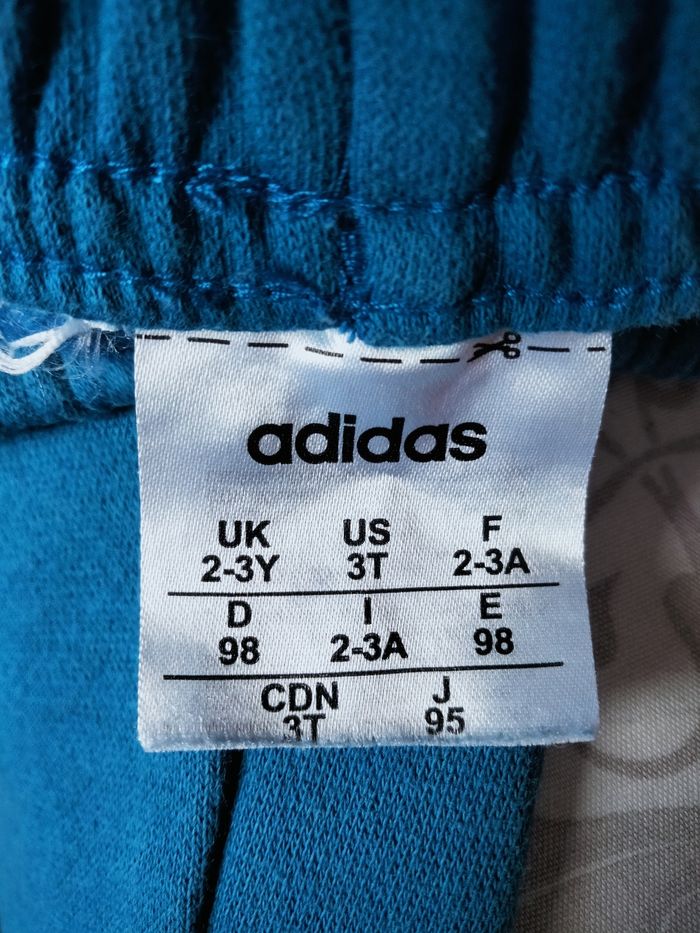 adidas
UK US F
2-3Y 3T 2-3A
D I E
98 2-3A 98
CDN J
3T 95